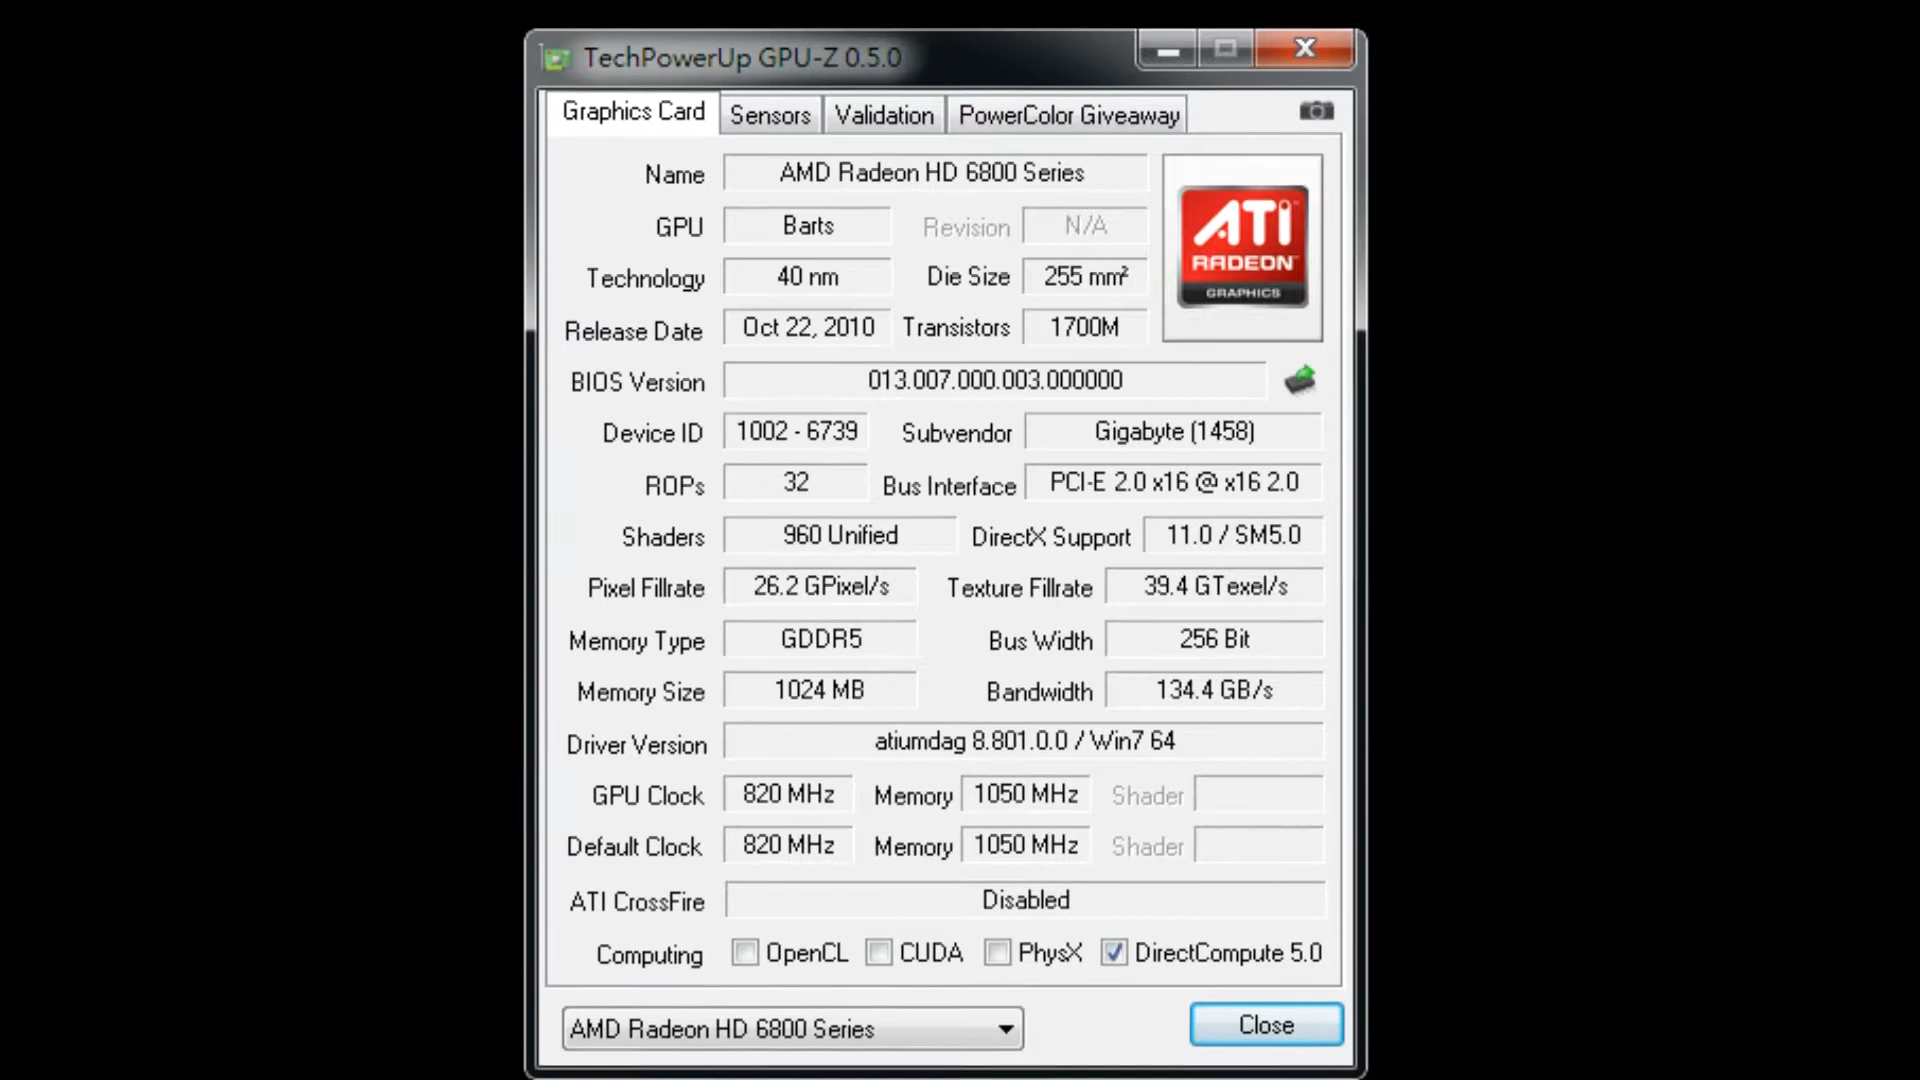 TechPowerUp GPU-Z 0.5.0
Graphics Card Sensors Validation PowerColor Giveaway
Name AMD Radeon HD 6800 Series
GPU Barts Revision N/A
Technology 40 nm Die Size 255 mm²
Release Date Oct 22, 2010 Transistors 1700M
ATI
RADEON
GRAPHICS
BIOS Version 013.007.000.003.000000
Device ID 1002 - 6739 Subvendor Gigabyte (1458)
ROPs 32 Bus Interface PCI-E 2.0 x16 @ x16 2.0
Shaders 960 Unified DirectX Support 11.0 / SM5.0
Pixel Fillrate 26.2 GPixel/s Texture Fillrate 39.4 GTexel/s
Memory Type GDDR5 Bus Width 256 Bit
Memory Size 1024 MB Bandwidth 134.4 GB/s
Driver Version atiumdag 8.801.0.0 / Win7 64
GPU Clock 820 MHz Memory 1050 MHz Shader
Default Clock 820 MHz Memory 1050 MHz Shader
ATI CrossFire Disabled
Computing OpenCL CUDA PhysX DirectCompute 5.0
AMD Radeon HD 6800 Series Close